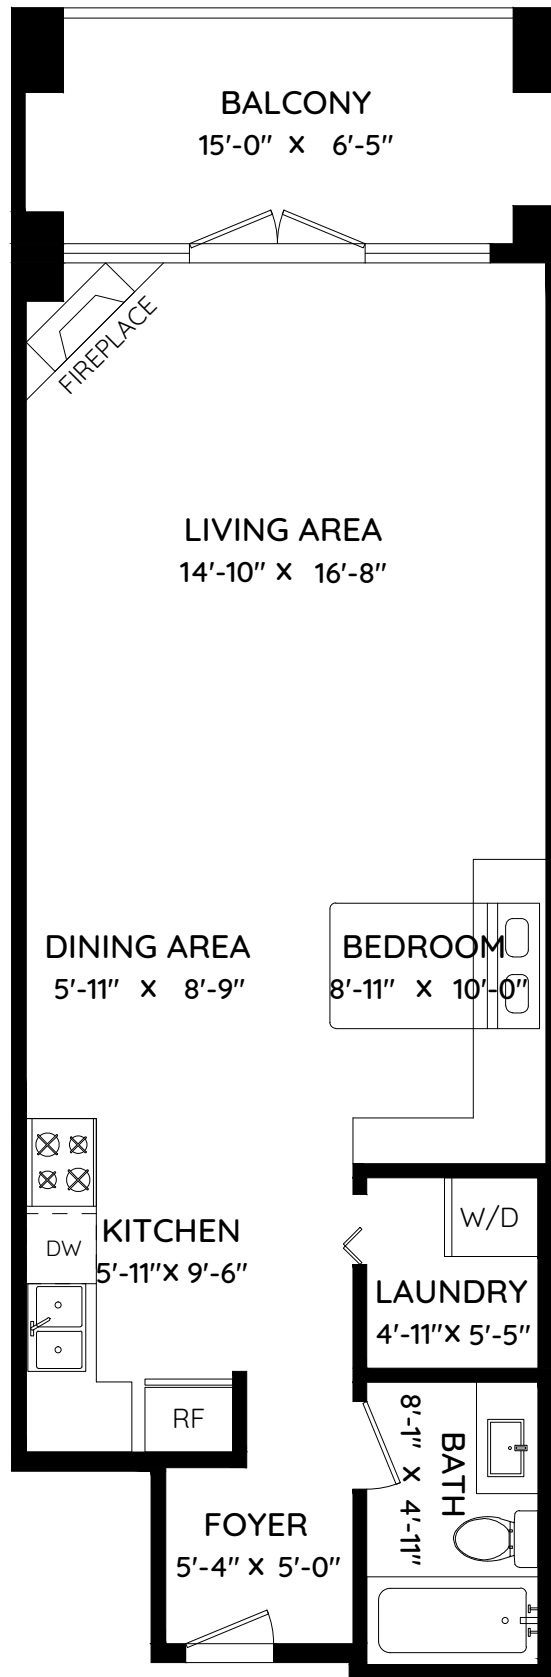 BALCONY
15'-0" X 6'-5"
FIREPLACE
LIVING AREA
14'-10" X 16'-8"
DINING AREA
5'-11" X 8'-9"
BEDROOM
8'-11" X 10'-0"
KITCHEN
5'-11" X 9'-6"
DW
W/D
LAUNDRY
4'-11" X 5'-5"
RF
BATH
8'-1" X 4'-11"
FOYER
5'-4" X 5'-0"